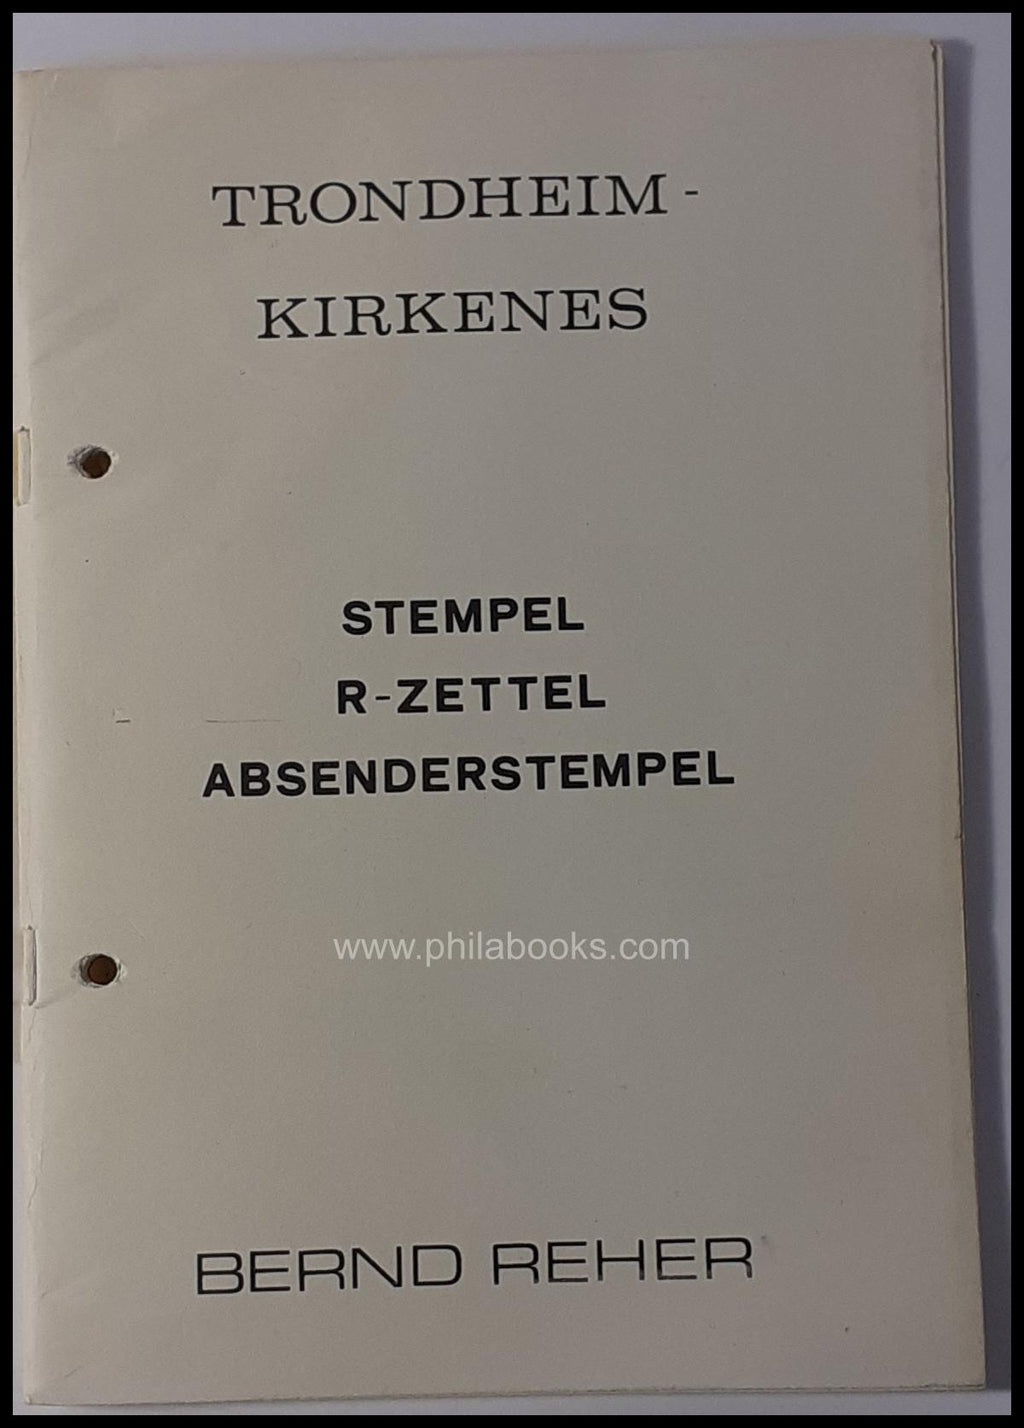 TRONDHEIM -
KIRKENES
STEMPEL
R-ZETTEL
ABSENDERSTEMPEL
www.philabooks.com
BERND REHER